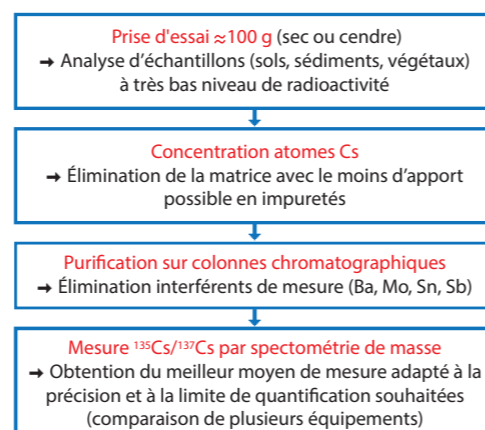 Prise d'essai ≈100 g (sec ou cendre)
→ Analyse d'échantillons (sols, sédiments, végétaux)
à très bas niveau de radioactivité
Concentration atomes Cs
→ Élimination de la matrice avec le moins d'apport
possible en impuretés
Purification sur colonnes chromatographiques
→ Élimination interférents de mesure (Ba, Mo, Sn, Sb)
Mesure ¹³⁵Cs/¹³⁷Cs par spectométrie de masse
→ Obtention du meilleur moyen de mesure adapté à la
précision et à la limite de quantification souhaitées
(comparaison de plusieurs équipements)